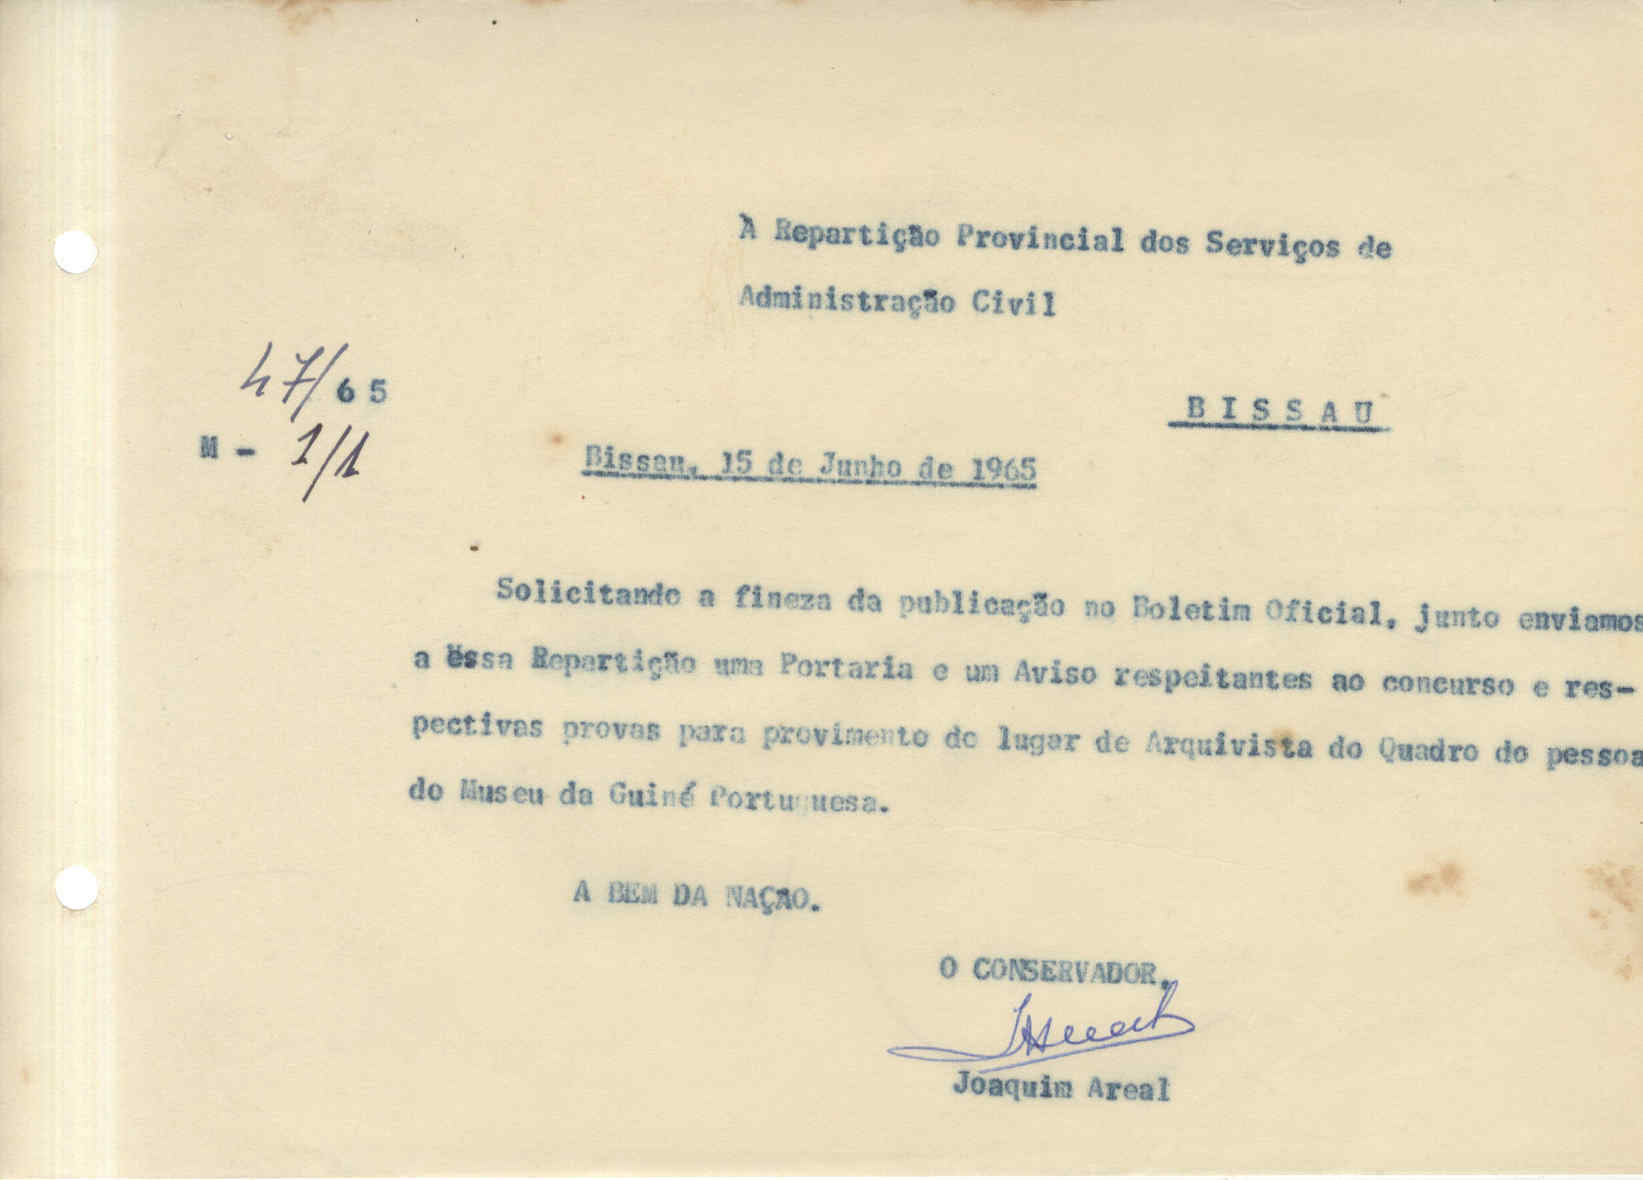 À Repartição Provincial dos Serviços de
Administração Civil
47/65
BISSAU
M - 1/1
Bissau, 15 de Junho de 1965
Solicitando a fineza da publicação no Boletim Oficial, junto enviamos
a essa Repartição uma Portaria e um Aviso respeitantes ao concurso e res-
pectivas provas para provimento do lugar de Arquivista do Quadro do pessoa
do Museu da Guiné Portuguesa.
A BEM DA NAÇÃO.
O CONSERVADOR,
Joaquim Areal